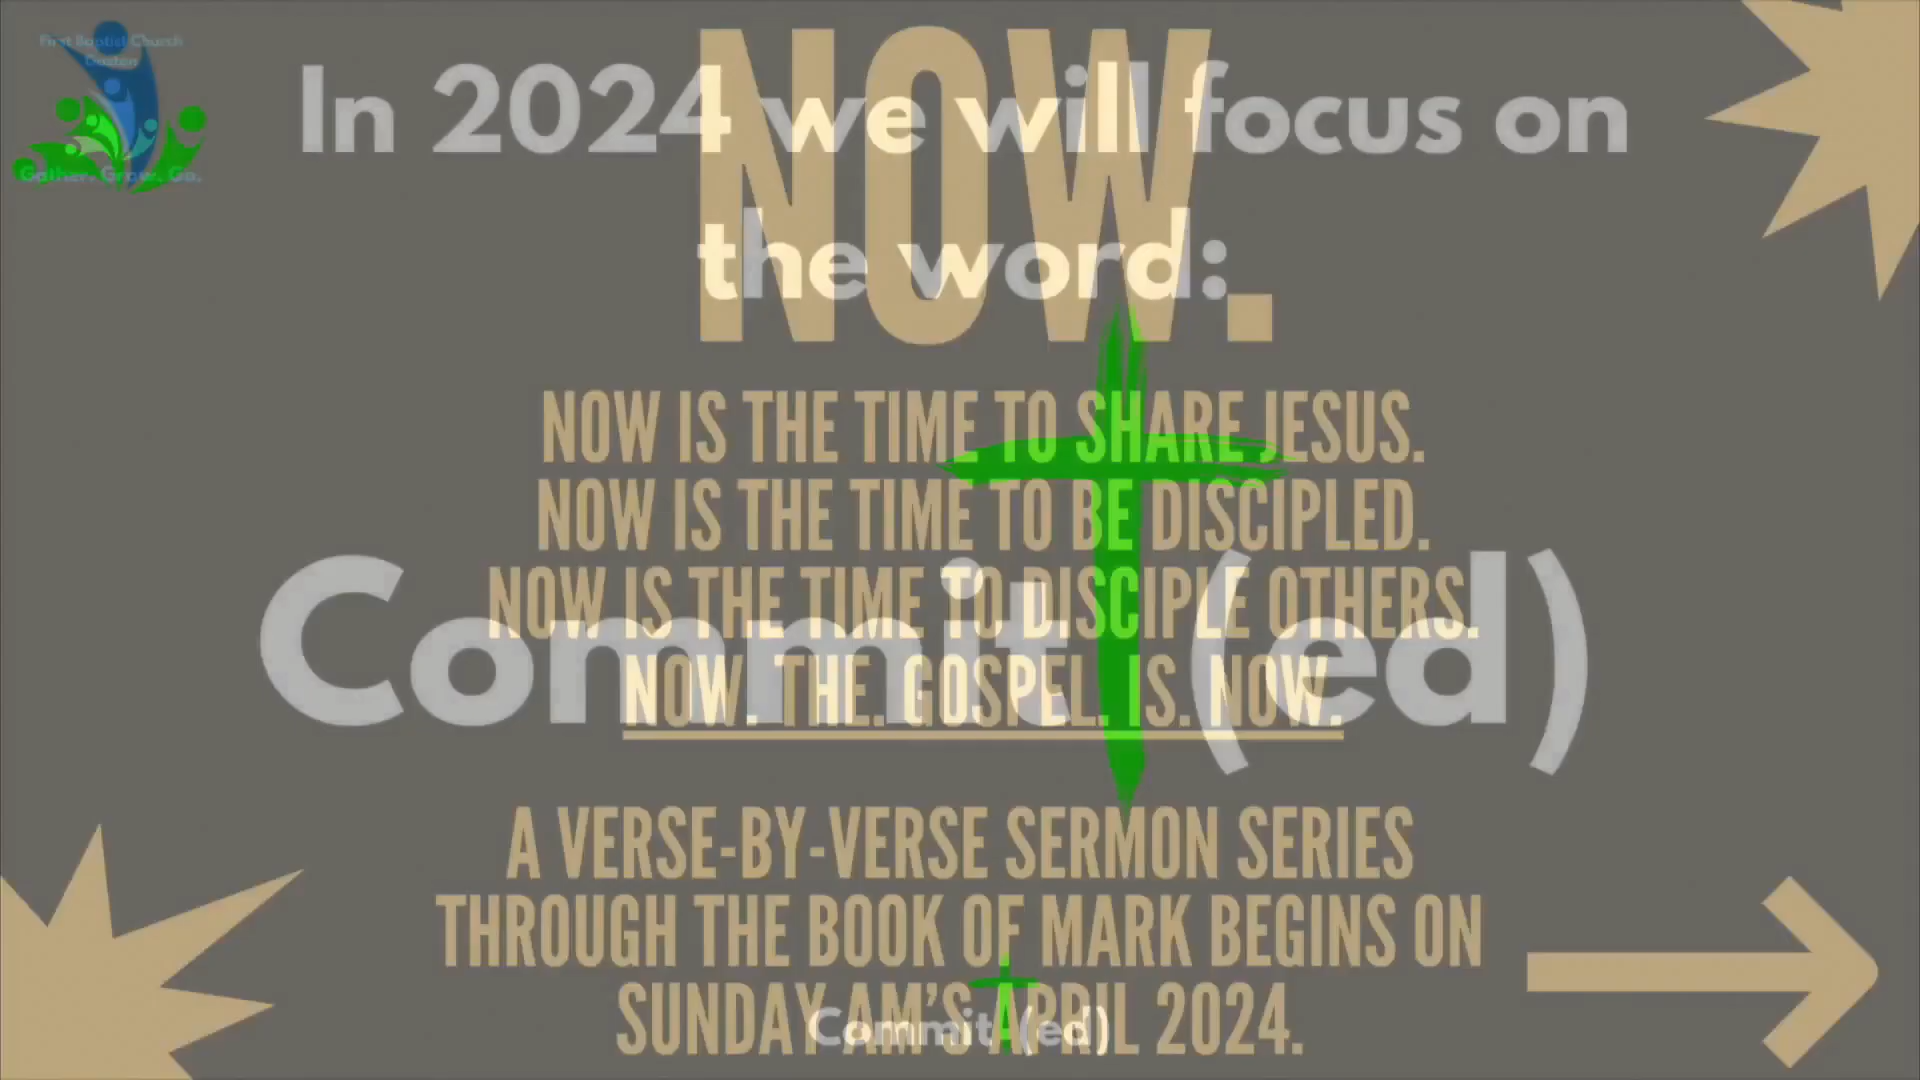 First Baptist Church
Gather. Grow. Go.
In 2024 we will focus on
the word:
Commit (ed)
Commit (ed)
NOW.
NOW IS THE TIME TO SHARE JESUS.
NOW IS THE TIME TO BE DISCIPLED.
NOW IS THE TIME TO DISCIPLE OTHERS.
NOW. THE. GOSPEL. IS. NOW.
A VERSE-BY-VERSE SERMON SERIES
THROUGH THE BOOK OF MARK BEGINS ON
SUNDAY AM'S APRIL 2024.